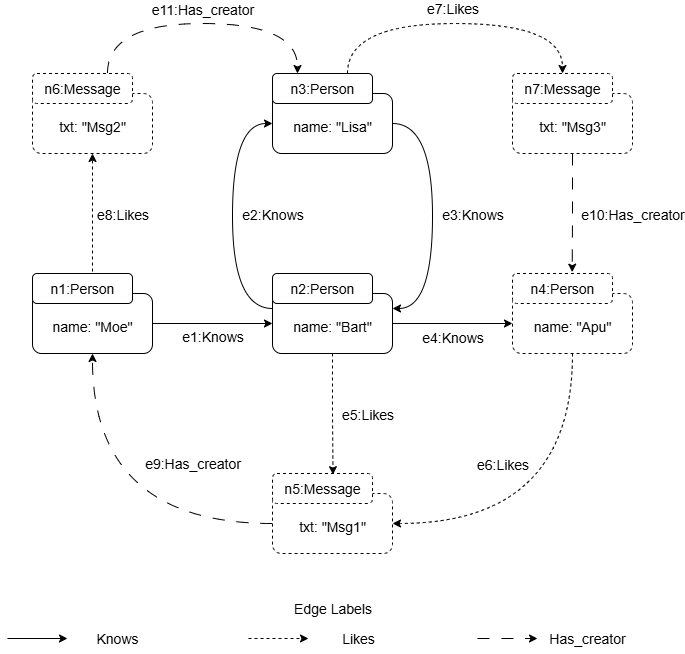 e11:Has_creator
e7:Likes
n6:Message
n3:Person
n7:Message
txt: "Msg2"
name: "Lisa"
txt: "Msg3"
e8:Likes
e2:Knows
e3:Knows
e10:Has_creator
n1:Person
n2:Person
n4:Person
name: "Moe"
name: "Bart"
name: "Apu"
e1:Knows
e4:Knows
e5:Likes
e9:Has_creator
e6:Likes
n5:Message
txt: "Msg1"
Edge Labels
Knows
Likes
Has_creator